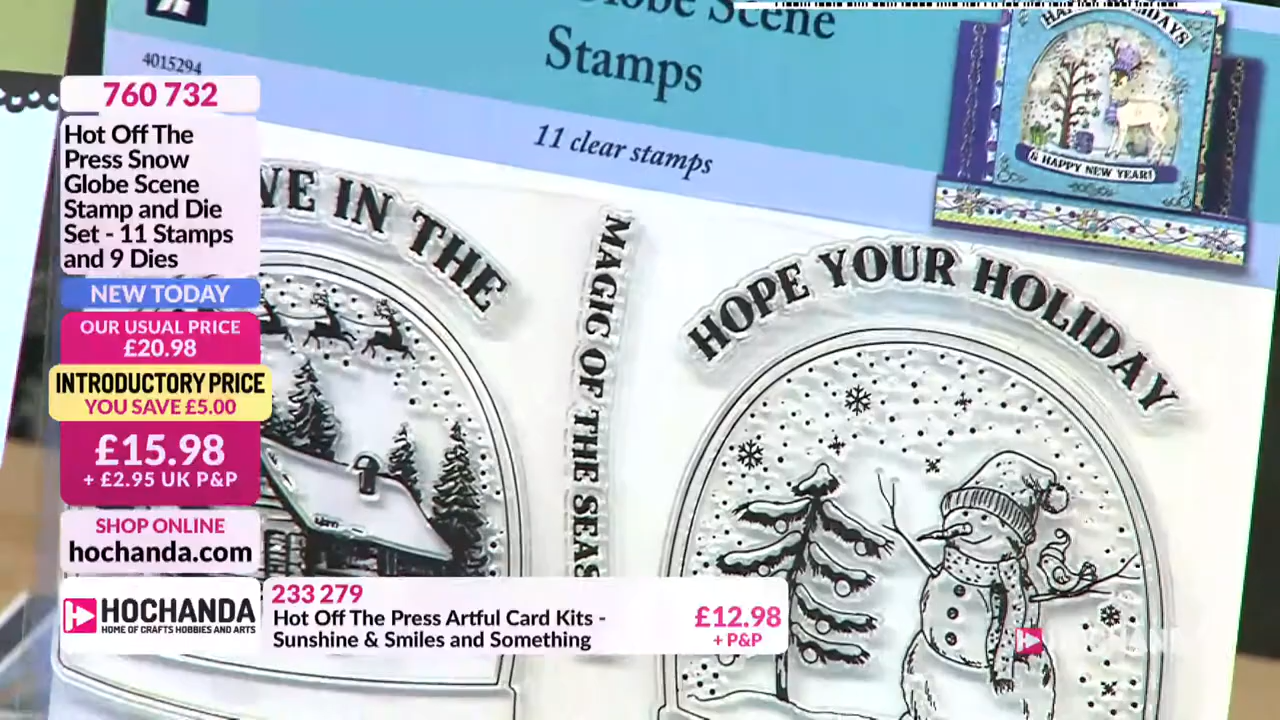 Globe Scene
Stamps
4015294
11 clear stamps
HOLIDAYS
& HAPPY NEW YEAR!
IN THE
MAGIC OF THE
HOPE YOUR HOLIDAY
760 732
Hot Off The
Press Snow
Globe Scene
Stamp and Die
Set - 11 Stamps
and 9 Dies
NEW TODAY
OUR USUAL PRICE
£20.98
INTRODUCTORY PRICE
YOU SAVE £5.00
£15.98
+ £2.95 UK P&P
SHOP ONLINE
hochanda.com
HOCHANDA
HOME OF CRAFTS HOBBIES AND ARTS
233 279
Hot Off The Press Artful Card Kits -
Sunshine & Smiles and Something
£12.98
+ P&P